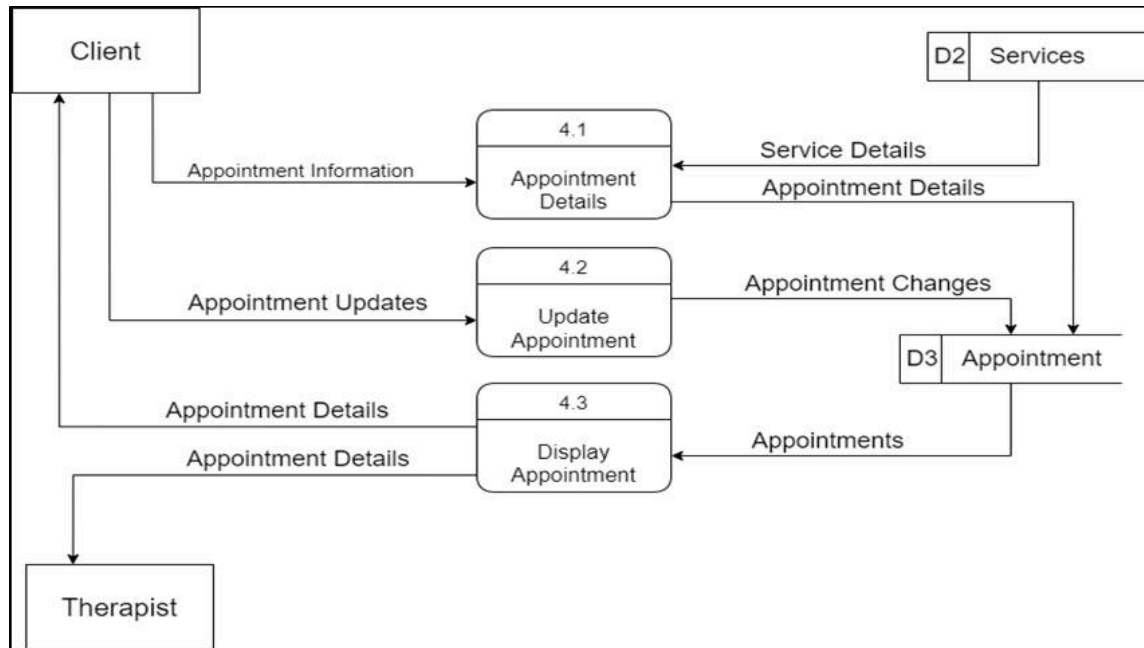 Client
D2 Services
4.1
Appointment
Details
Appointment Information
Service Details
Appointment Details
4.2
Update
Appointment
Appointment Updates
Appointment Changes
D3 Appointment
4.3
Display
Appointment
Appointment Details
Appointments
Appointment Details
Therapist